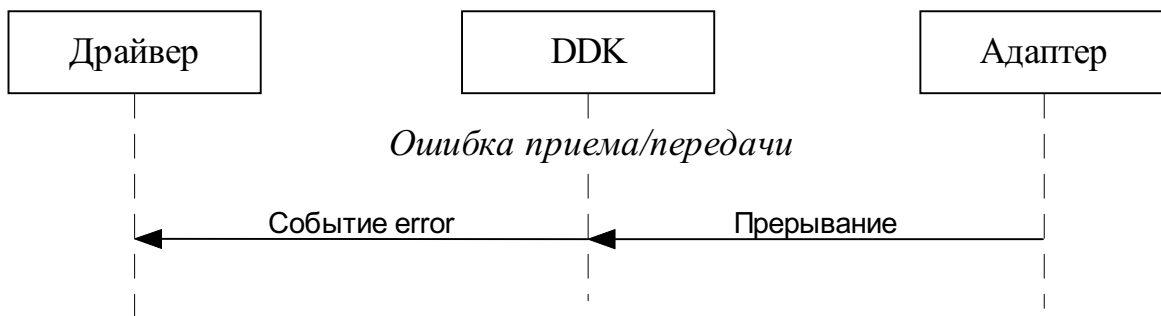 Драйвер
DDK
Адаптер
Ошибка приема/передачи
Событие error
Прерывание